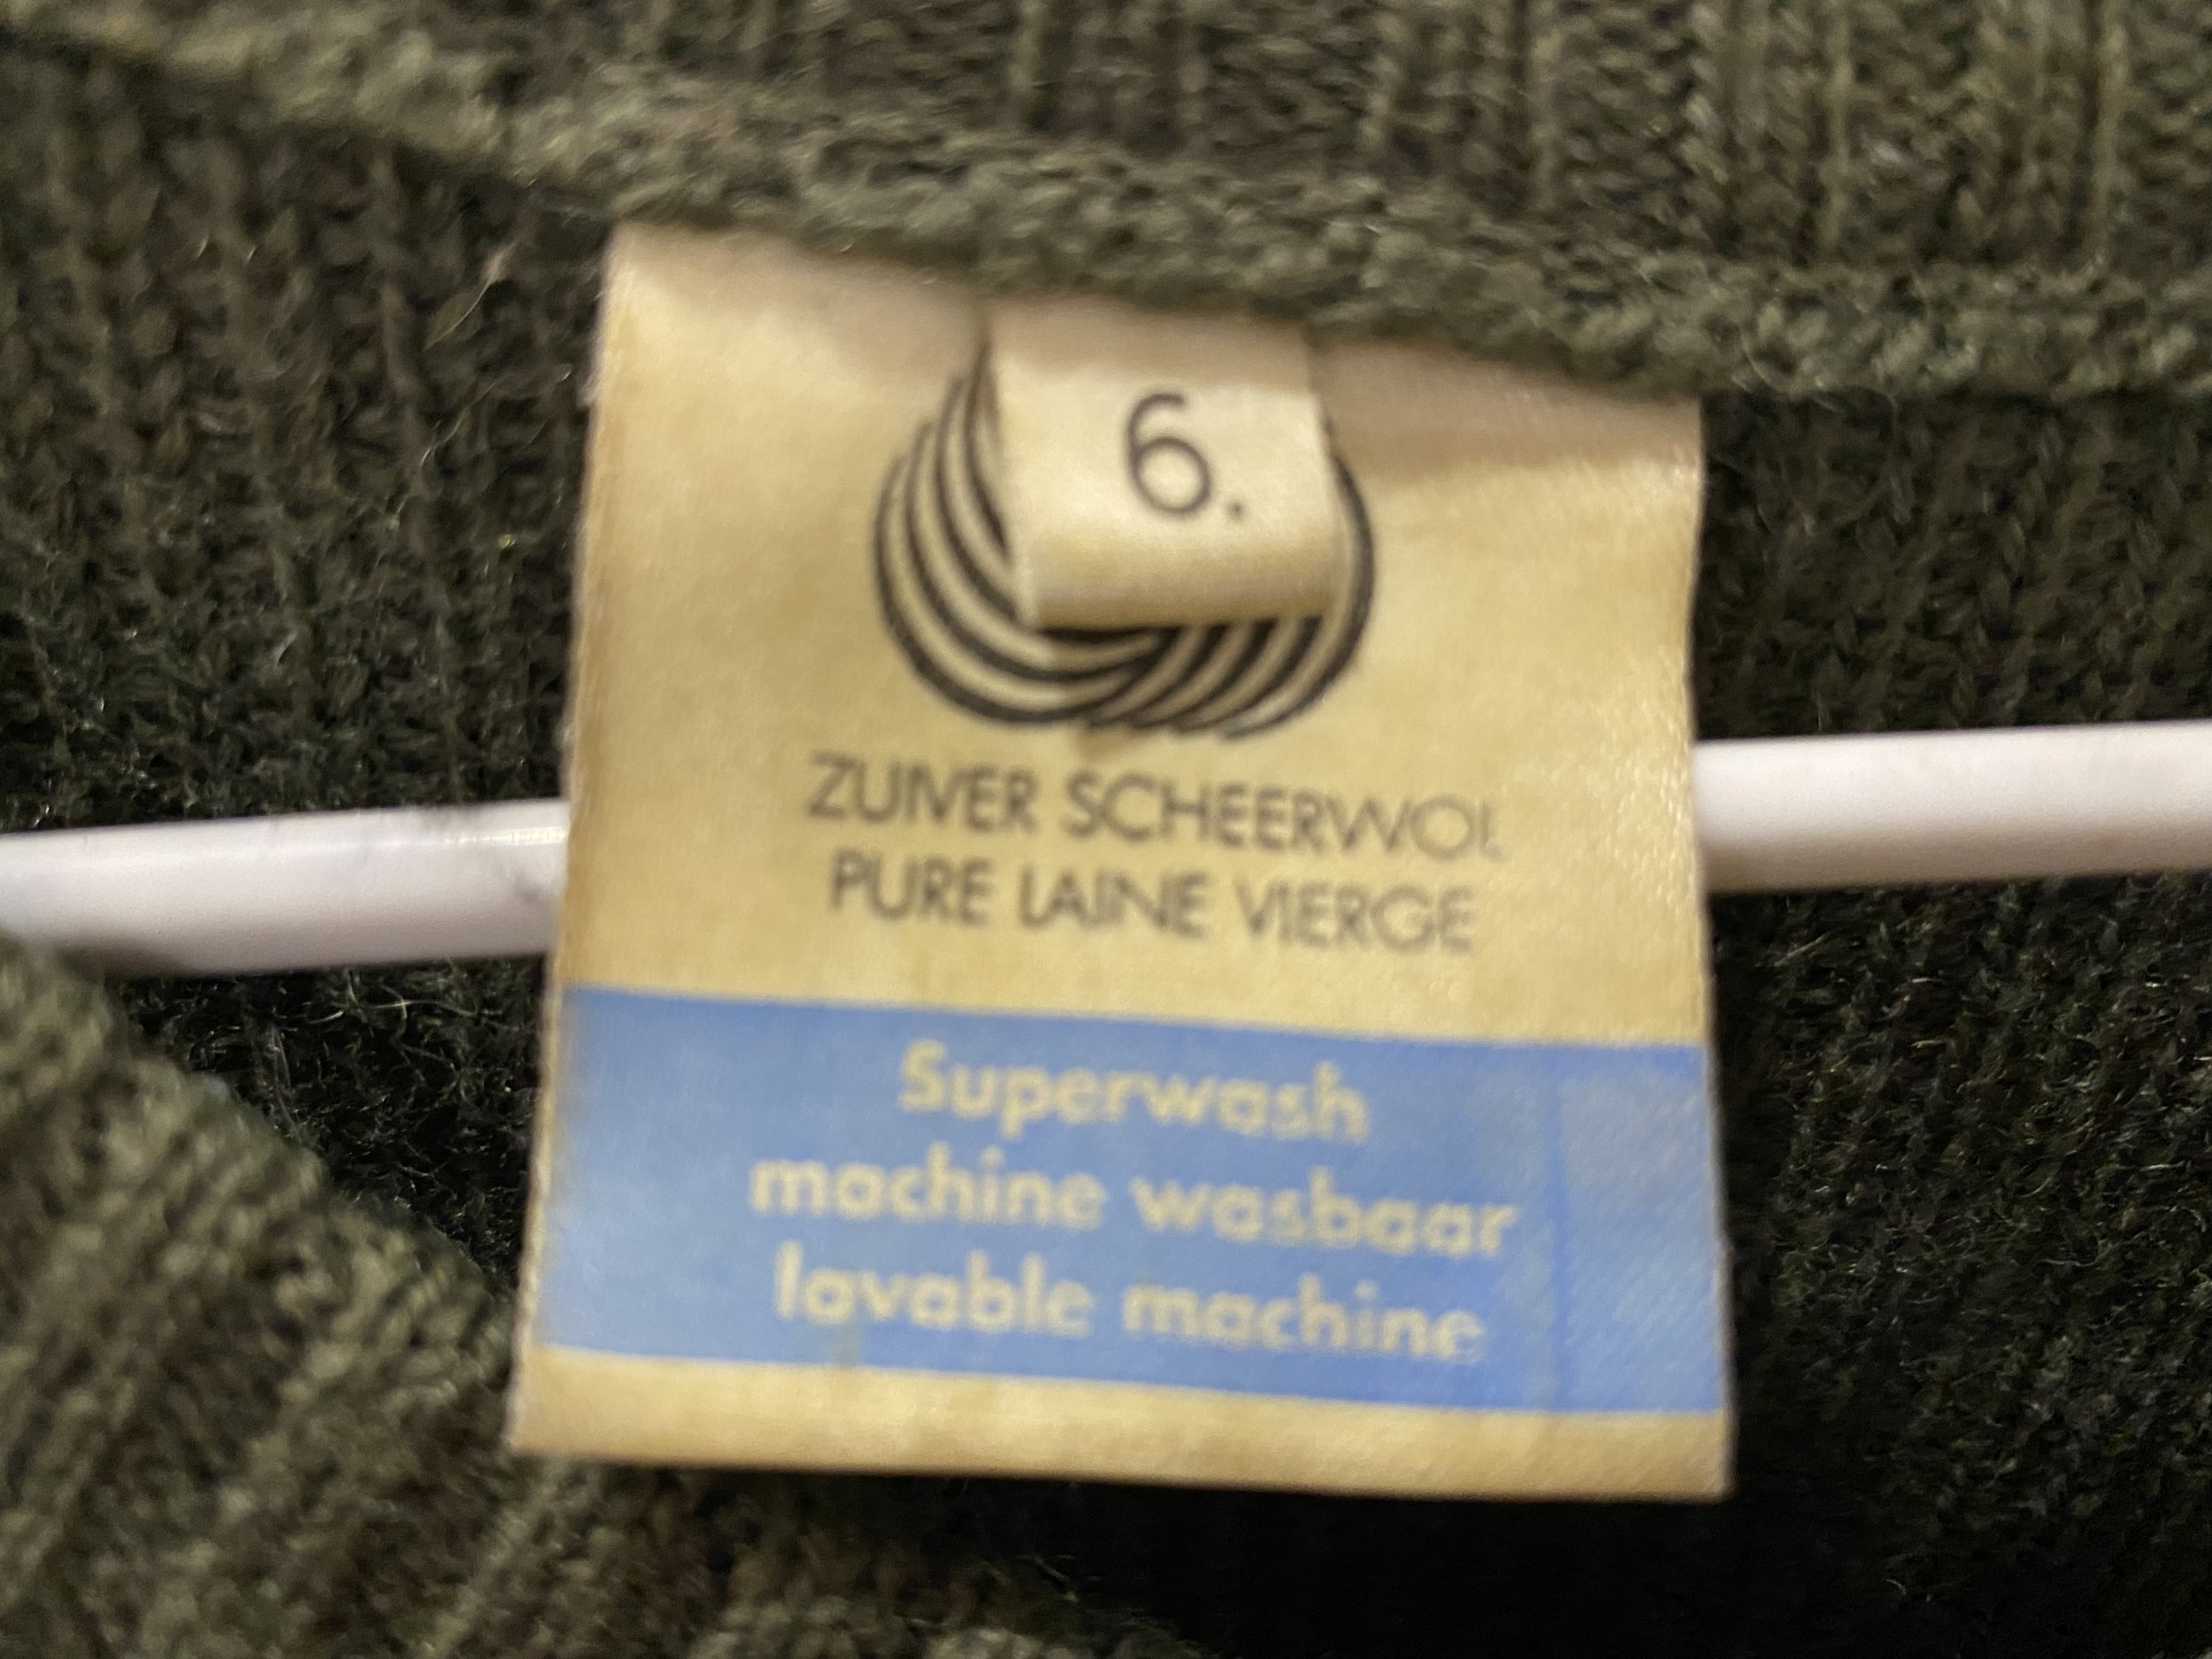 6.
ZUIVER SCHEERWOL
PURE LAINE VIERGE
Superwash
machine wasbaar
lavable machine